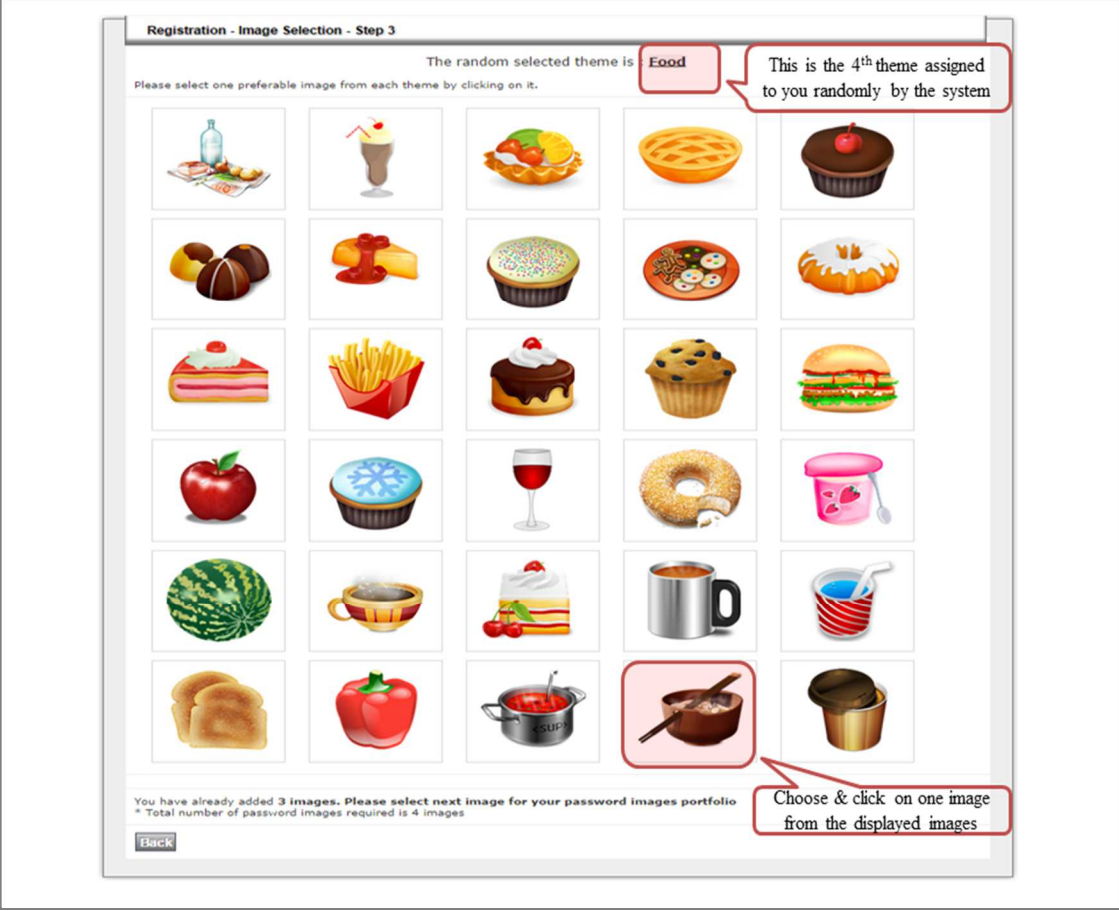 Registration - Image Selection - Step 3
The random selected theme is : Food
This is the 4th theme assigned
to you randomly by the system
Please select one preferable image from each theme by clicking on it.
<SUP>
You have already added 3 images. Please select next image for your password images portfolio
* Total number of password images required is 4 images
Choose & click on one image
from the displayed images
Back